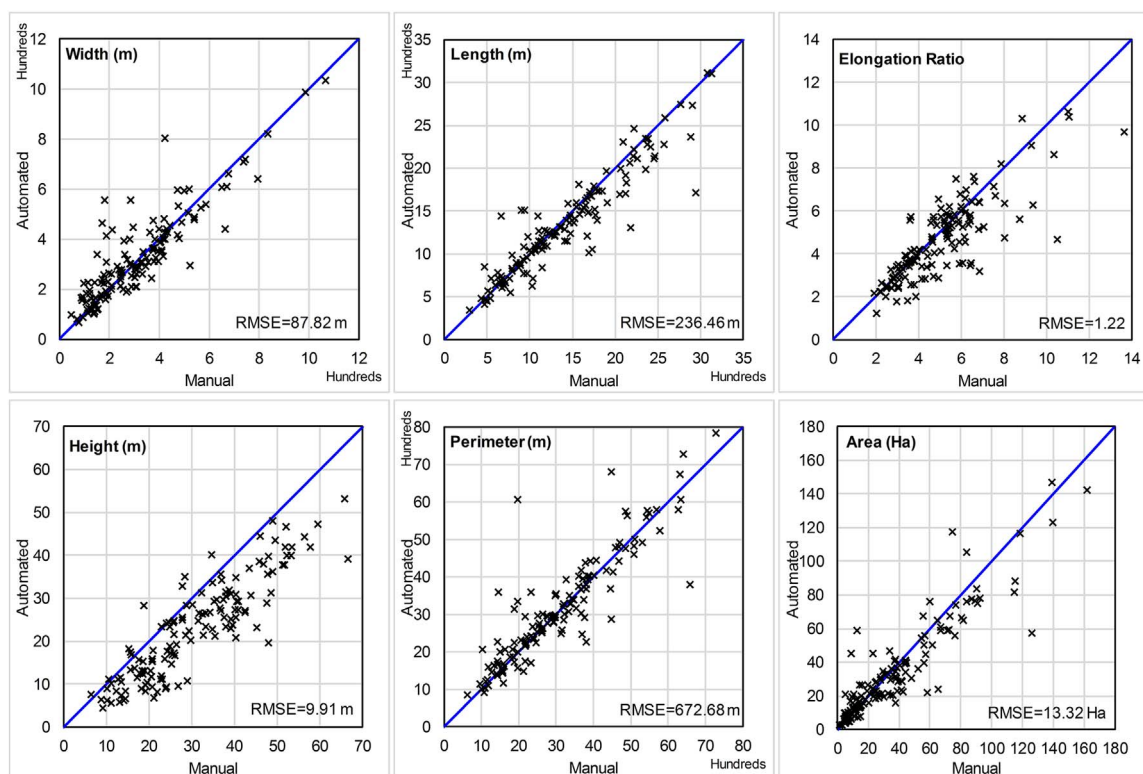 Hundreds
12
10
8
6
4
2
0
Automated
Width (m)
RMSE=87.82 m
0 2 4 6 8 10 12
Manual
Hundreds
Hundreds
35
30
25
20
15
10
5
0
Automated
Length (m)
RMSE=236.46 m
0 5 10 15 20 25 30 35
Manual
Hundreds
14
12
10
8
6
4
2
0
Automated
Elongation Ratio
RMSE=1.22
0 2 4 6 8 10 12 14
Manual
70
60
50
40
30
20
10
0
Automated
Height (m)
RMSE=9.91 m
0 10 20 30 40 50 60 70
Manual
Hundreds
80
70
60
50
40
30
20
10
0
Automated
Perimeter (m)
RMSE=672.68 m
0 10 20 30 40 50 60 70 80
Manual
Hundreds
180
160
140
120
100
80
60
40
20
0
Automated
Area (Ha)
RMSE=13.32 Ha
0 20 40 60 80 100 120 140 160 180
Manual